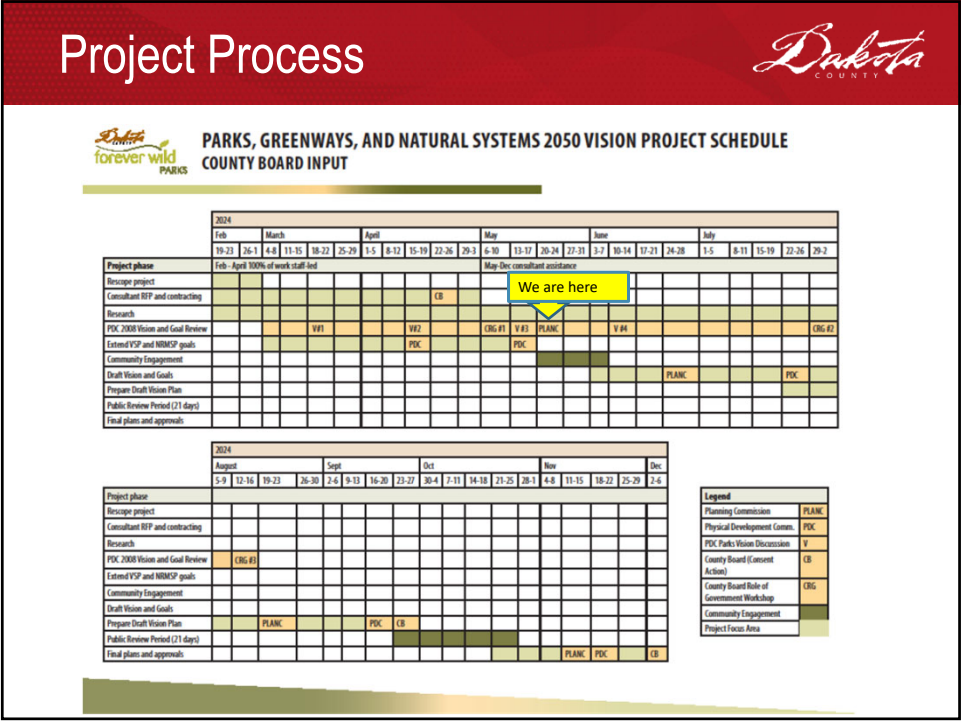 Project Process
Dakota
COUNTY
Dakota
forever wild
PARKS
PARKS, GREENWAYS, AND NATURAL SYSTEMS 2050 VISION PROJECT SCHEDULE
COUNTY BOARD INPUT
2024
Feb March April May June July
19-23 26-1 4-8 11-15 18-22 25-29 1-5 8-12 15-19 22-26 29-3 6-10 13-17 20-24 27-31 3-7 10-14 17-21 24-28 1-5 8-11 15-19 22-26 29-2
Project phase Feb - April 100% of work staff-led May-Dec consultant assistance
We are here
Rescope project
Consultant RFP and contracting CB
Research
PDC 2008 Vision and Goal Review V#1 V#2 CRG #1 V #3 PLANC V #4 CRG #2
Extend VSP and NRMSP goals PDC PDC
Community Engagement
Draft Vision and Goals PLANC PDC
Prepare Draft Vision Plan
Public Review Period (21 days)
Final plans and approvals
2024
August Sept Oct Nov Dec
5-9 12-16 19-23 26-30 2-6 9-13 16-20 23-27 30-4 7-11 14-18 21-25 28-1 4-8 11-15 18-22 25-29 2-6
Project phase
Rescope project
Consultant RFP and contracting
Research
PDC 2008 Vision and Goal Review CRG #3
Extend VSP and NRMSP goals
Community Engagement
Draft Vision and Goals
Prepare Draft Vision Plan PLANC PDC CB
Public Review Period (21 days)
Final plans and approvals PLANC PDC CB
Legend
Planning Commission PLANC
Physical Development Comm. PDC
PDC Parks Vision Discusssion V
County Board (Consent CB
Action)
County Board Role of CRG
Government Workshop
Community Engagement
Project Focus Area